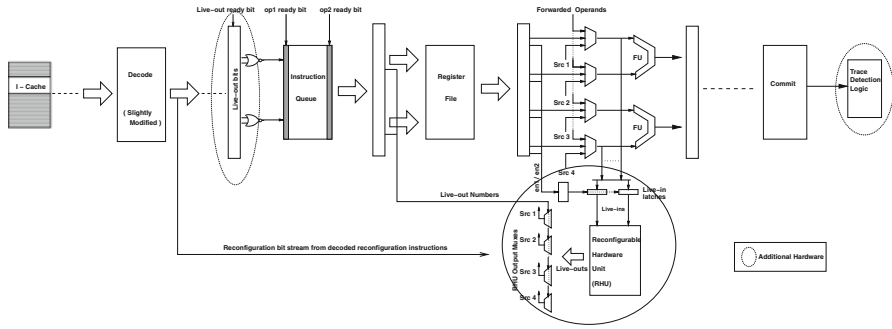 Live-out ready bit
op1 ready bit
op2 ready bit
Forwarded Operands
I - Cache
Decode
( Slightly
Modified )
Live-out bits
Instruction
Queue
Register
File
Src 1
Src 2
Src 3
Src 4
FU
FU
Commit
Trace
Detection
Logic
en1 / en2
Live-out Numbers
Live-in
latches
Live-ins
Src 1
Src 2
Src 3
Src 4
RHU Output Muxes
Live-outs
Reconfigurable
Hardware
Unit
(RHU)
Reconfiguration bit stream from decoded reconfiguration instructions
Additional Hardware